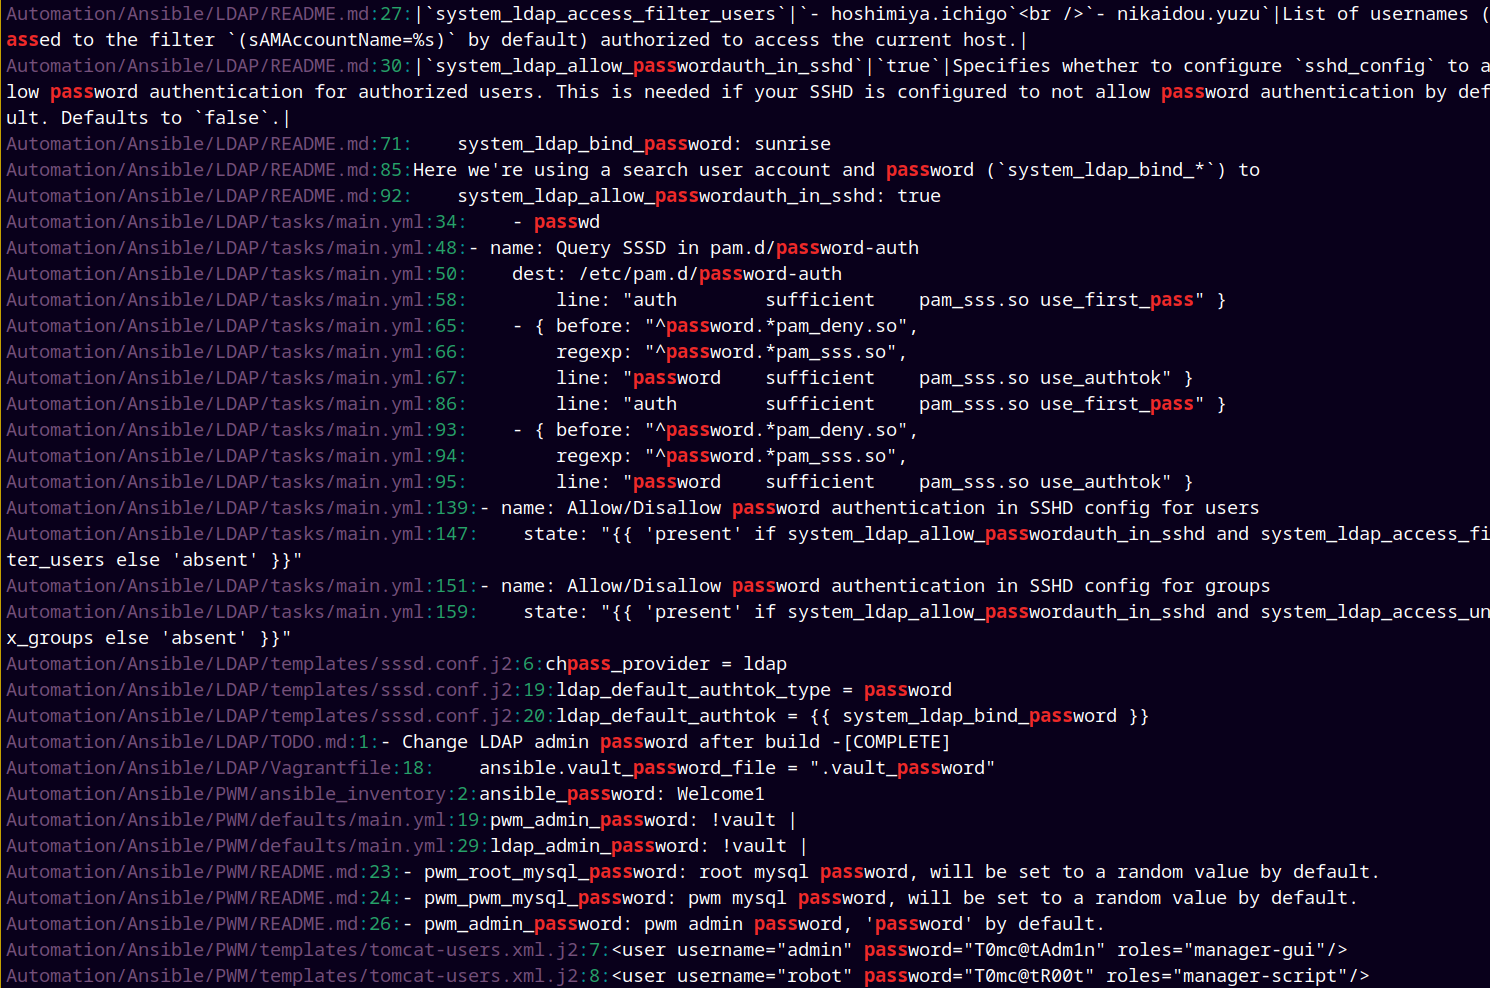 Automation/Ansible/LDAP/README.md:27:|`system_ldap_access_filter_users`|`- hoshimiya.ichigo`<br />`- nikaidou.yuzu`|List of usernames (
assed to the filter `(sAMAccountName=%s)` by default) authorized to access the current host.|
Automation/Ansible/LDAP/README.md:30:|`system_ldap_allow_passwordauth_in_sshd`|`true`|Specifies whether to configure `sshd_config` to a
low password authentication for authorized users. This is needed if your SSHD is configured to not allow password authentication by def
ult. Defaults to `false`.|
Automation/Ansible/LDAP/README.md:71:    system_ldap_bind_password: sunrise
Automation/Ansible/LDAP/README.md:85:Here we're using a search user account and password (`system_ldap_bind_*`) to
Automation/Ansible/LDAP/README.md:92:    system_ldap_allow_passwordauth_in_sshd: true
Automation/Ansible/LDAP/tasks/main.yml:34:    - passwd
Automation/Ansible/LDAP/tasks/main.yml:48:- name: Query SSSD in pam.d/password-auth
Automation/Ansible/LDAP/tasks/main.yml:50:    dest: /etc/pam.d/password-auth
Automation/Ansible/LDAP/tasks/main.yml:58:        line: "auth        sufficient    pam_sss.so use_first_pass" }
Automation/Ansible/LDAP/tasks/main.yml:65:    - { before: "^password.*pam_deny.so",
Automation/Ansible/LDAP/tasks/main.yml:66:        regexp: "^password.*pam_sss.so",
Automation/Ansible/LDAP/tasks/main.yml:67:        line: "password    sufficient    pam_sss.so use_authtok" }
Automation/Ansible/LDAP/tasks/main.yml:86:        line: "auth        sufficient    pam_sss.so use_first_pass" }
Automation/Ansible/LDAP/tasks/main.yml:93:    - { before: "^password.*pam_deny.so",
Automation/Ansible/LDAP/tasks/main.yml:94:        regexp: "^password.*pam_sss.so",
Automation/Ansible/LDAP/tasks/main.yml:95:        line: "password    sufficient    pam_sss.so use_authtok" }
Automation/Ansible/LDAP/tasks/main.yml:139:- name: Allow/Disallow password authentication in SSHD config for users
Automation/Ansible/LDAP/tasks/main.yml:147:    state: "{{ 'present' if system_ldap_allow_passwordauth_in_sshd and system_ldap_access_fi
ter_users else 'absent' }}"
Automation/Ansible/LDAP/tasks/main.yml:151:- name: Allow/Disallow password authentication in SSHD config for groups
Automation/Ansible/LDAP/tasks/main.yml:159:    state: "{{ 'present' if system_ldap_allow_passwordauth_in_sshd and system_ldap_access_un
x_groups else 'absent' }}"
Automation/Ansible/LDAP/templates/sssd.conf.j2:6:chpass_provider = ldap
Automation/Ansible/LDAP/templates/sssd.conf.j2:19:ldap_default_authtok_type = password
Automation/Ansible/LDAP/templates/sssd.conf.j2:20:ldap_default_authtok = {{ system_ldap_bind_password }}
Automation/Ansible/LDAP/TODO.md:1:- Change LDAP admin password after build -[COMPLETE]
Automation/Ansible/LDAP/Vagrantfile:18:    ansible.vault_password_file = ".vault_password"
Automation/Ansible/PWM/ansible_inventory:2:ansible_password: Welcome1
Automation/Ansible/PWM/defaults/main.yml:19:pwm_admin_password: !vault |
Automation/Ansible/PWM/defaults/main.yml:29:ldap_admin_password: !vault |
Automation/Ansible/PWM/README.md:23:- pwm_root_mysql_password: root mysql password, will be set to a random value by default.
Automation/Ansible/PWM/README.md:24:- pwm_pwm_mysql_password: pwm mysql password, will be set to a random value by default.
Automation/Ansible/PWM/README.md:26:- pwm_admin_password: pwm admin password, 'password' by default.
Automation/Ansible/PWM/templates/tomcat-users.xml.j2:7:<user username="admin" password="T0mc@tAdm1n" roles="manager-gui"/>
Automation/Ansible/PWM/templates/tomcat-users.xml.j2:8:<user username="robot" password="T0mc@tR00t" roles="manager-script"/>